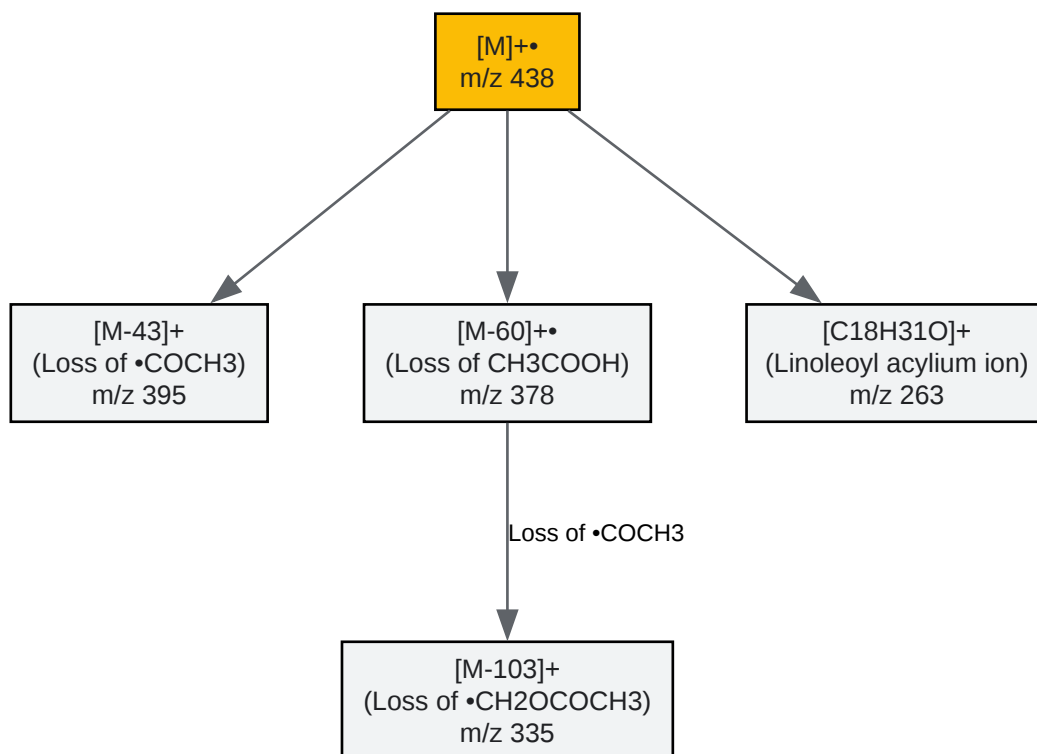 [M]+•
m/z 438
[M-43]+
(Loss of •COCH3)
m/z 395
[M-60]+•
(Loss of CH3COOH)
m/z 378
[C18H31O]+
(Linoleoyl acylium ion)
m/z 263
Loss of •COCH3
[M-103]+
(Loss of •CH2OCOCH3)
m/z 335